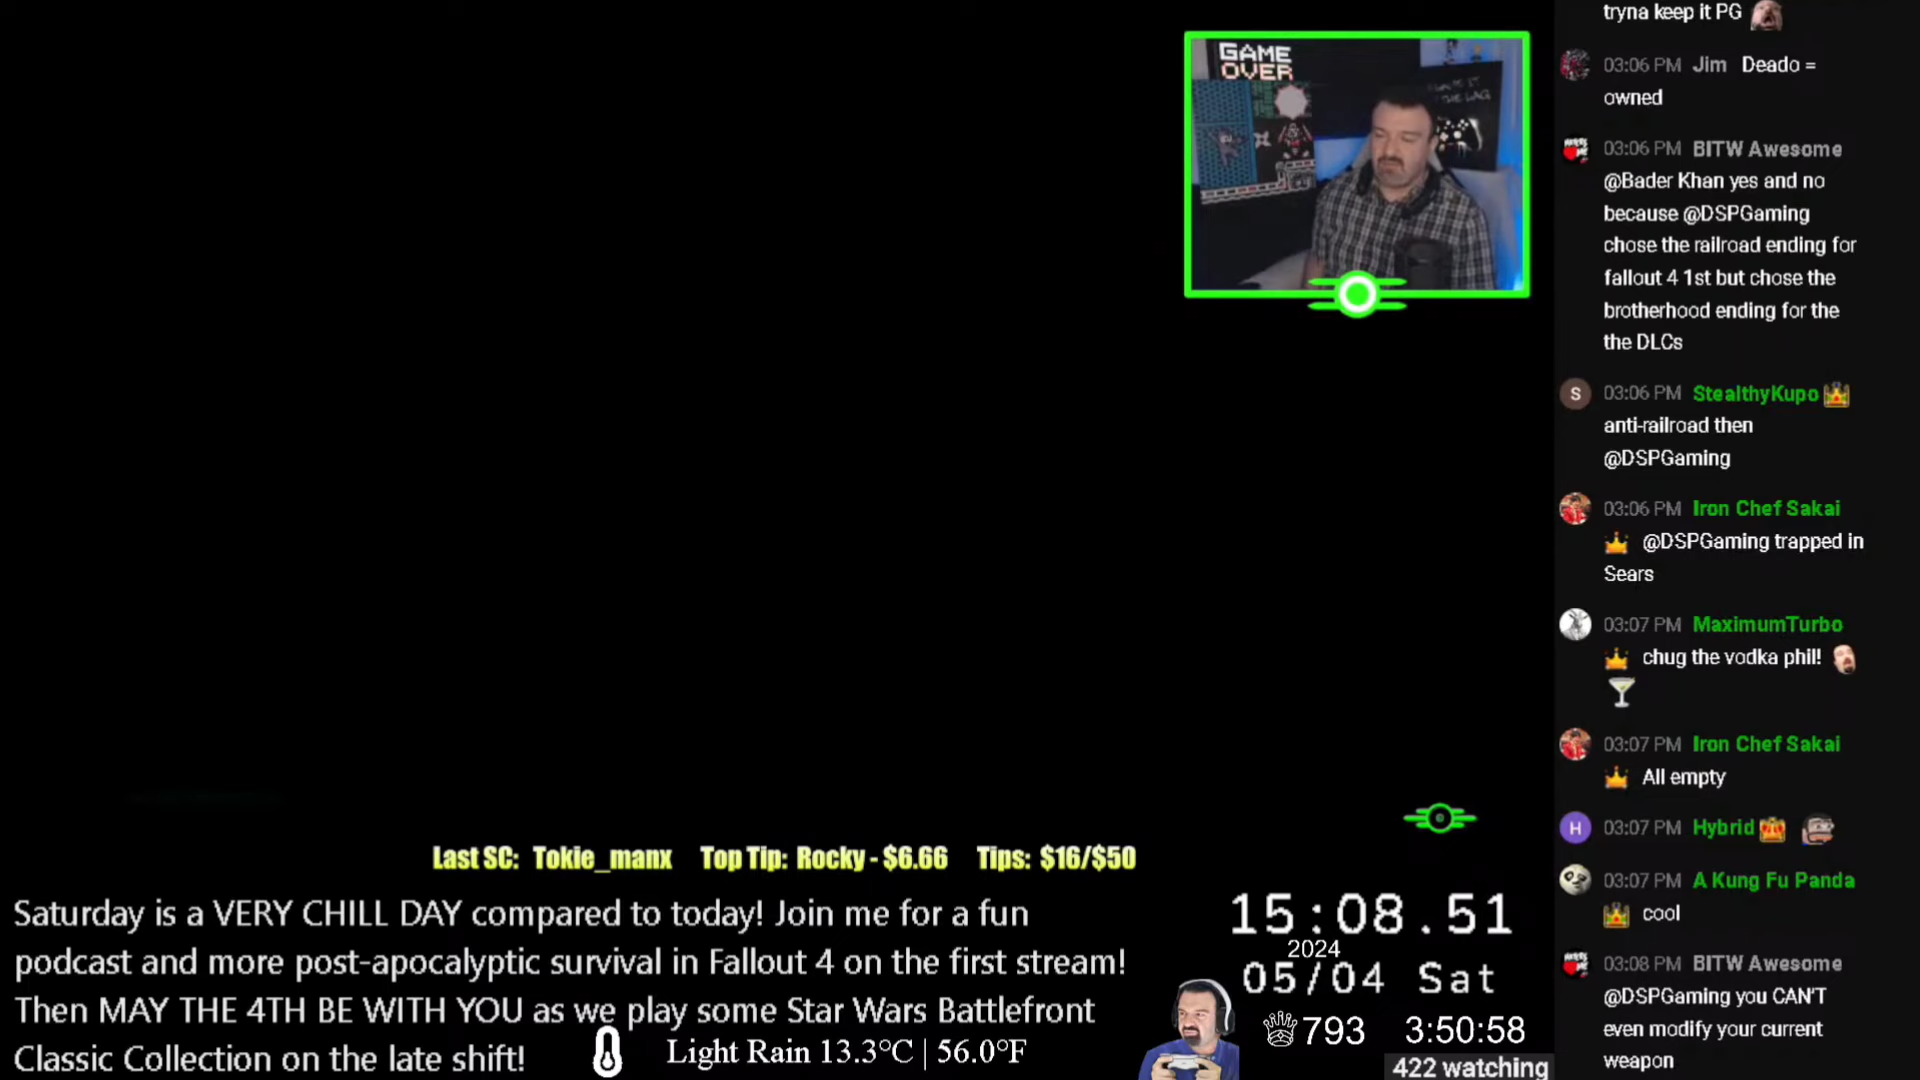 GAME
OVER
THE LAG
Last SC: Tokie_manx Top Tip: Rocky - $6.66 Tips: $16/$50
Saturday is a VERY CHILL DAY compared to today! Join me for a fun
podcast and more post-apocalyptic survival in Fallout 4 on the first stream!
Then MAY THE 4TH BE WITH YOU as we play some Star Wars Battlefront
Classic Collection on the late shift!
Light Rain 13.3°C | 56.0°F
15:08.51
2024
05/04 Sat
793 3:50:58
422 watching
tryna keep it PG
03:06 PM Jim Deado =
owned
03:06 PM BITW Awesome
@Bader Khan yes and no
because @DSPGaming
chose the railroad ending for
fallout 4 1st but chose the
brotherhood ending for the
the DLCs
S 03:06 PM StealthyKupo
anti-railroad then
@DSPGaming
03:06 PM Iron Chef Sakai
@DSPGaming trapped in
Sears
03:07 PM MaximumTurbo
chug the vodka phil!
03:07 PM Iron Chef Sakai
All empty
H 03:07 PM Hybrid
03:07 PM A Kung Fu Panda
cool
03:08 PM BITW Awesome
@DSPGaming you CAN'T
even modify your current
weapon